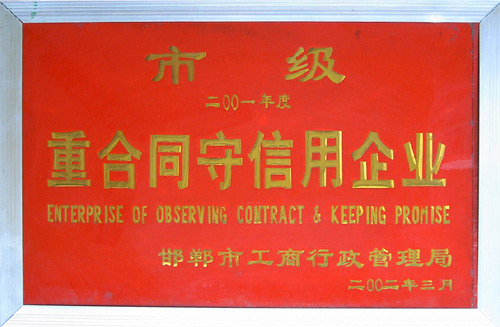 市级
二00一年度
重合同守信用企业
ENTERPRISE OF OBSERVING CONTRACT & KEEPING PROMISE
邯郸市工商行政管理局
二00二年三月